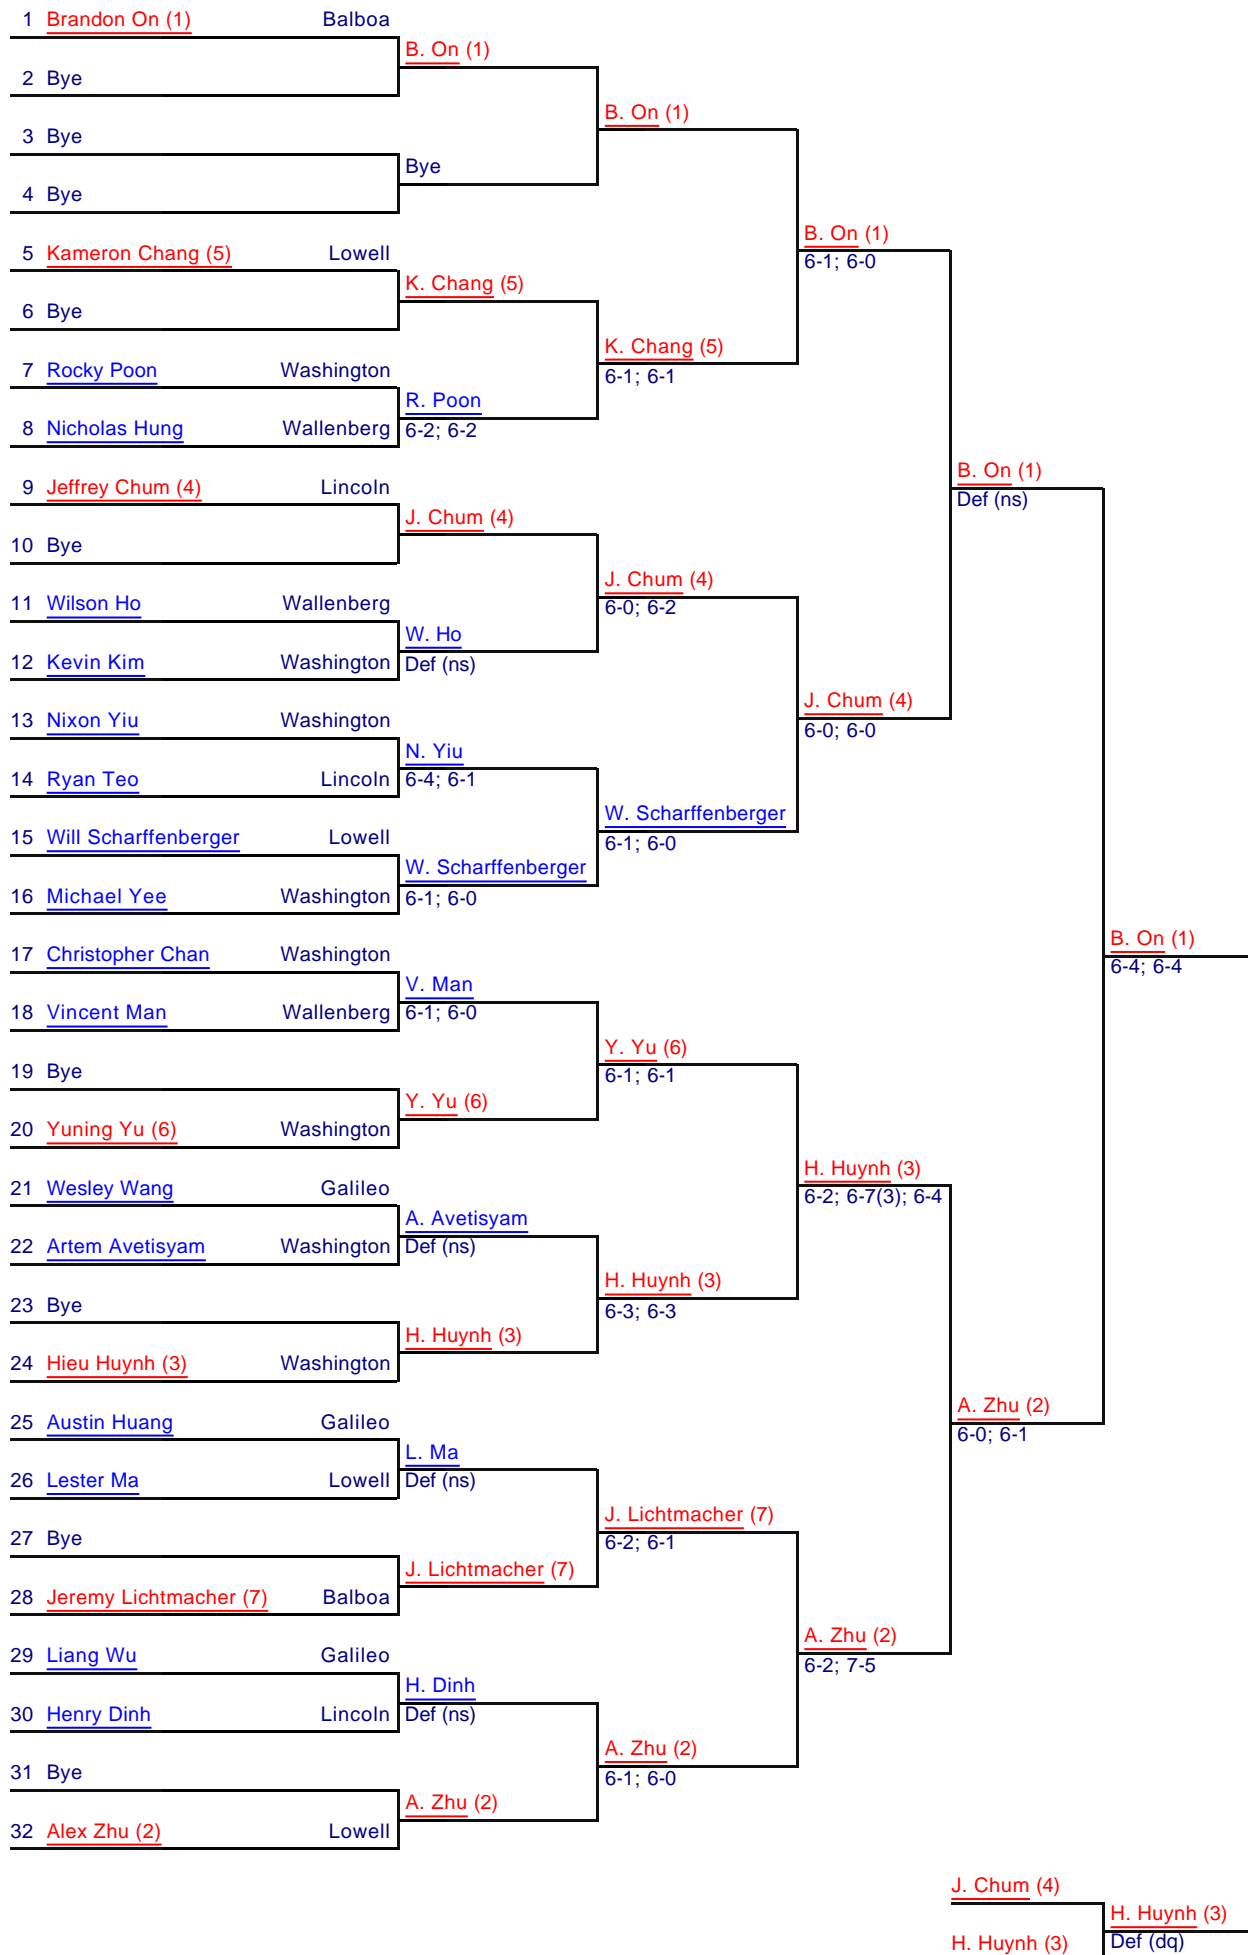 1 Brandon On (1) Balboa
B. On (1)
2 Bye
B. On (1)
3 Bye
Bye
4 Bye
B. On (1)
6-1; 6-0
5 Kameron Chang (5) Lowell
K. Chang (5)
6 Bye
K. Chang (5)
6-1; 6-1
7 Rocky Poon Washington
R. Poon
6-2; 6-2
8 Nicholas Hung Wallenberg
B. On (1)
Def (ns)
9 Jeffrey Chum (4) Lincoln
J. Chum (4)
10 Bye
J. Chum (4)
6-0; 6-2
11 Wilson Ho Wallenberg
W. Ho
Def (ns)
12 Kevin Kim Washington
J. Chum (4)
6-0; 6-0
13 Nixon Yiu Washington
N. Yiu
6-4; 6-1
14 Ryan Teo Lincoln
W. Scharffenberger
6-1; 6-0
15 Will Scharffenberger Lowell
W. Scharffenberger
6-1; 6-0
16 Michael Yee Washington
B. On (1)
6-4; 6-4
17 Christopher Chan Washington
V. Man
6-1; 6-0
18 Vincent Man Wallenberg
Y. Yu (6)
6-1; 6-1
19 Bye
Y. Yu (6)
20 Yuning Yu (6) Washington
H. Huynh (3)
6-2; 6-7(3); 6-4
21 Wesley Wang Galileo
A. Avetisyam
Def (ns)
22 Artem Avetisyam Washington
H. Huynh (3)
6-3; 6-3
23 Bye
H. Huynh (3)
24 Hieu Huynh (3) Washington
A. Zhu (2)
6-0; 6-1
25 Austin Huang Galileo
L. Ma
Def (ns)
26 Lester Ma Lowell
J. Lichtmacher (7)
6-2; 6-1
27 Bye
J. Lichtmacher (7)
28 Jeremy Lichtmacher (7) Balboa
A. Zhu (2)
6-2; 7-5
29 Liang Wu Galileo
H. Dinh
Def (ns)
30 Henry Dinh Lincoln
A. Zhu (2)
6-1; 6-0
31 Bye
A. Zhu (2)
32 Alex Zhu (2) Lowell
J. Chum (4)
H. Huynh (3)
Def (dq)
H. Huynh (3)